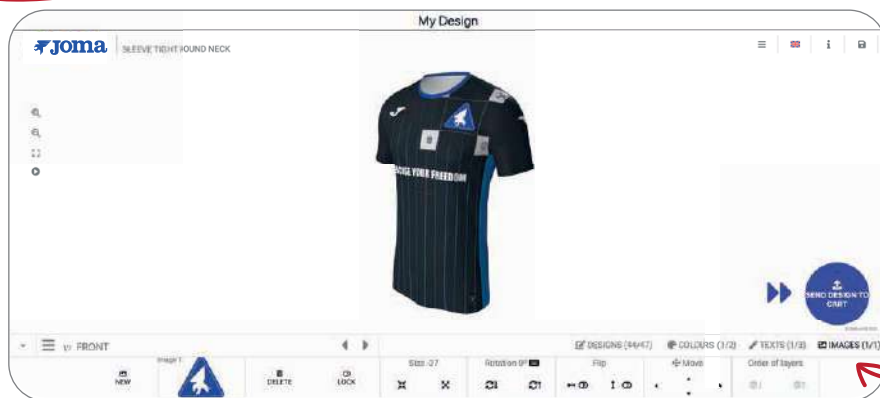 My Design
Joma
SLEEVE TIGHT ROUND NECK
i
YOUR FREEDOM
SEND DESIGN TO
CART
FRONT
DESIGNS (44/47)
COLOURS (1/2)
TEXTS (1/3)
IMAGES (1/1)
NEW
Image 1
DELETE
LOCK
Size -27
Rotation 0º
Flip
Move
Order of layers